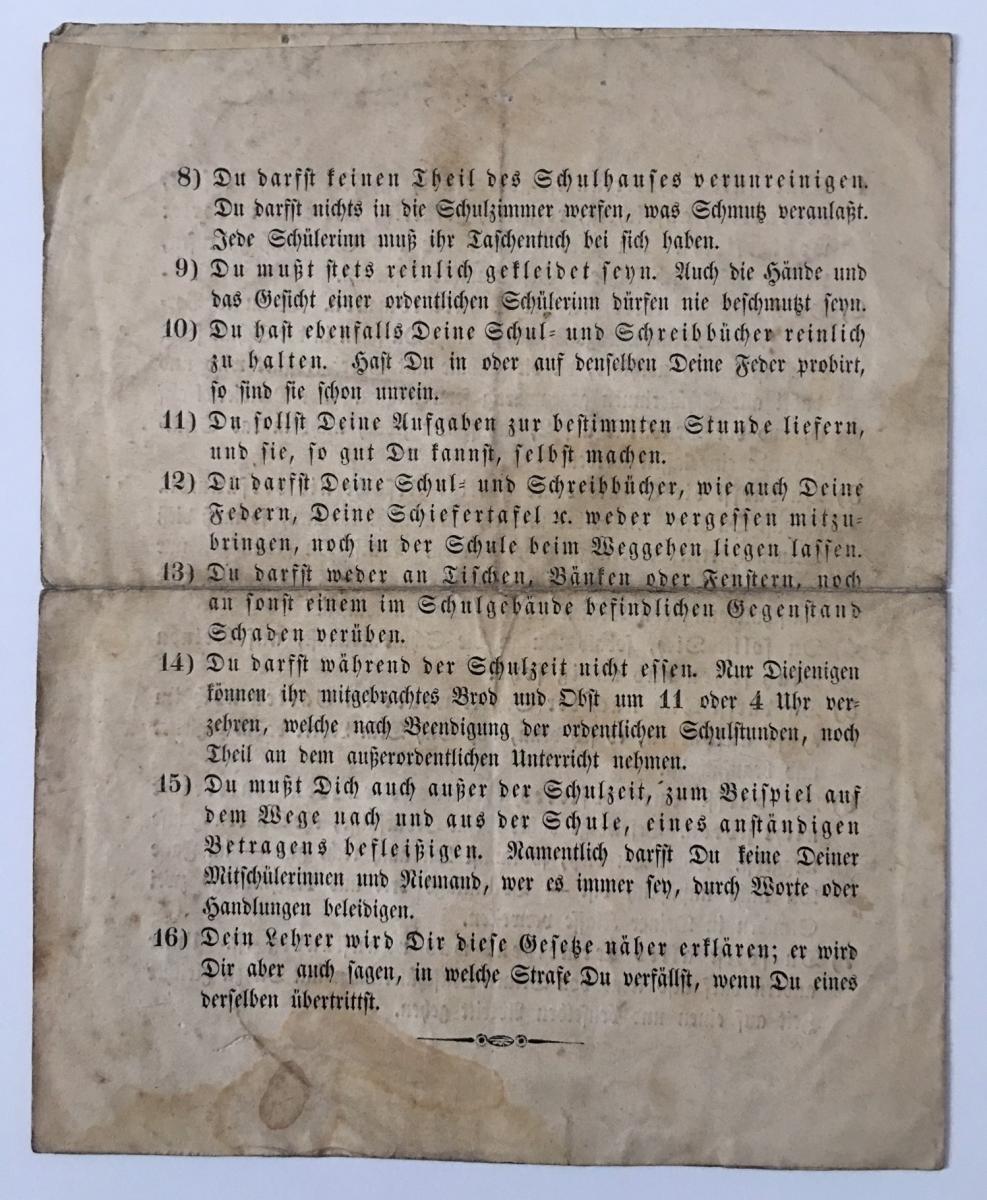 8) Du darfst keinen Theil des Schulhauses verunreinigen.
Du darfst nichts in die Schulzimmer werfen, was Schmutz veranlaßt.
Jede Schülerinn muß ihr Taschentuch bei sich haben.
9) Du mußt stets reinlich gekleidet seyn. Auch die Hände und
das Gesicht einer ordentlichen Schülerinn dürfen nie beschmutzt seyn.
10) Du hast ebenfalls Deine Schul- und Schreibbücher reinlich
zu halten. Hast Du in oder auf denselben Deine Feder probirt,
so sind sie schon unrein.
11) Du sollst Deine Aufgaben zur bestimmten Stunde liefern,
und sie, so gut Du kannst, selbst machen.
12) Du darfst Deine Schul- und Schreibbücher, wie auch Deine
Federn, Deine Schiefertafel ꝛc. weder vergessen mitzu-
bringen, noch in der Schule beim Weggehen liegen lassen.
13) Du darfst weder an Tischen, Bänken oder Fenstern, noch
an sonst einem im Schulgebäude befindlichen Gegenstand
Schaden verüben.
14) Du darfst während der Schulzeit nicht essen. Nur Diejenigen
können ihr mitgebrachtes Brod und Obst um 11 oder 4 Uhr ver-
zehren, welche nach Beendigung der ordentlichen Schulstunden, noch
Theil an dem außerordentlichen Unterricht nehmen.
15) Du mußt Dich auch außer der Schulzeit, zum Beispiel auf
dem Wege nach und aus der Schule, eines anständigen
Betragens befleißigen. Namentlich darfst Du keine Deiner
Mitschülerinnen und Niemand, wer es immer sey, durch Worte oder
Handlungen beleidigen.
16) Dein Lehrer wird Dir diese Gesetze näher erklären; er wird
Dir aber auch sagen, in welche Strafe Du verfällst, wenn Du eines
derselben übertrittst.